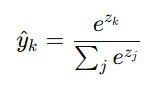 ŷ_k = e^{z_k} / ∑_j e^{z_j}